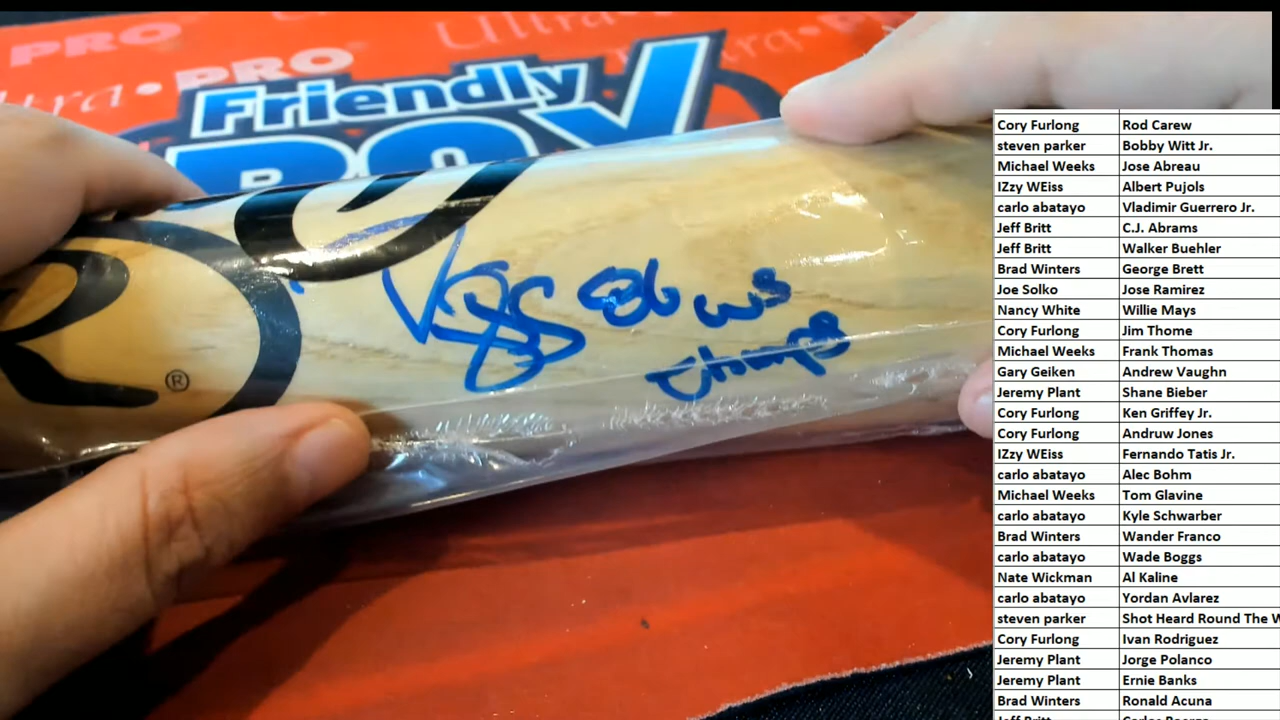 PRO
Ultra
Ultra
Ultra•PRO
Friendly
BOX
R
®
86 WS
Champs
Cory Furlong Rod Carew
steven parker Bobby Witt Jr.
Michael Weeks Jose Abreau
IZzy WEiss Albert Pujols
carlo abatayo Vladimir Guerrero Jr.
Jeff Britt C.J. Abrams
Jeff Britt Walker Buehler
Brad Winters George Brett
Joe Solko Jose Ramirez
Nancy White Willie Mays
Cory Furlong Jim Thome
Michael Weeks Frank Thomas
Gary Geiken Andrew Vaughn
Jeremy Plant Shane Bieber
Cory Furlong Ken Griffey Jr.
Cory Furlong Andruw Jones
IZzy WEiss Fernando Tatis Jr.
carlo abatayo Alec Bohm
Michael Weeks Tom Glavine
carlo abatayo Kyle Schwarber
Brad Winters Wander Franco
carlo abatayo Wade Boggs
Nate Wickman Al Kaline
carlo abatayo Yordan Avlarez
steven parker Shot Heard Round The W
Cory Furlong Ivan Rodriguez
Jeremy Plant Jorge Polanco
Jeremy Plant Ernie Banks
Brad Winters Ronald Acuna
Jeff Britt